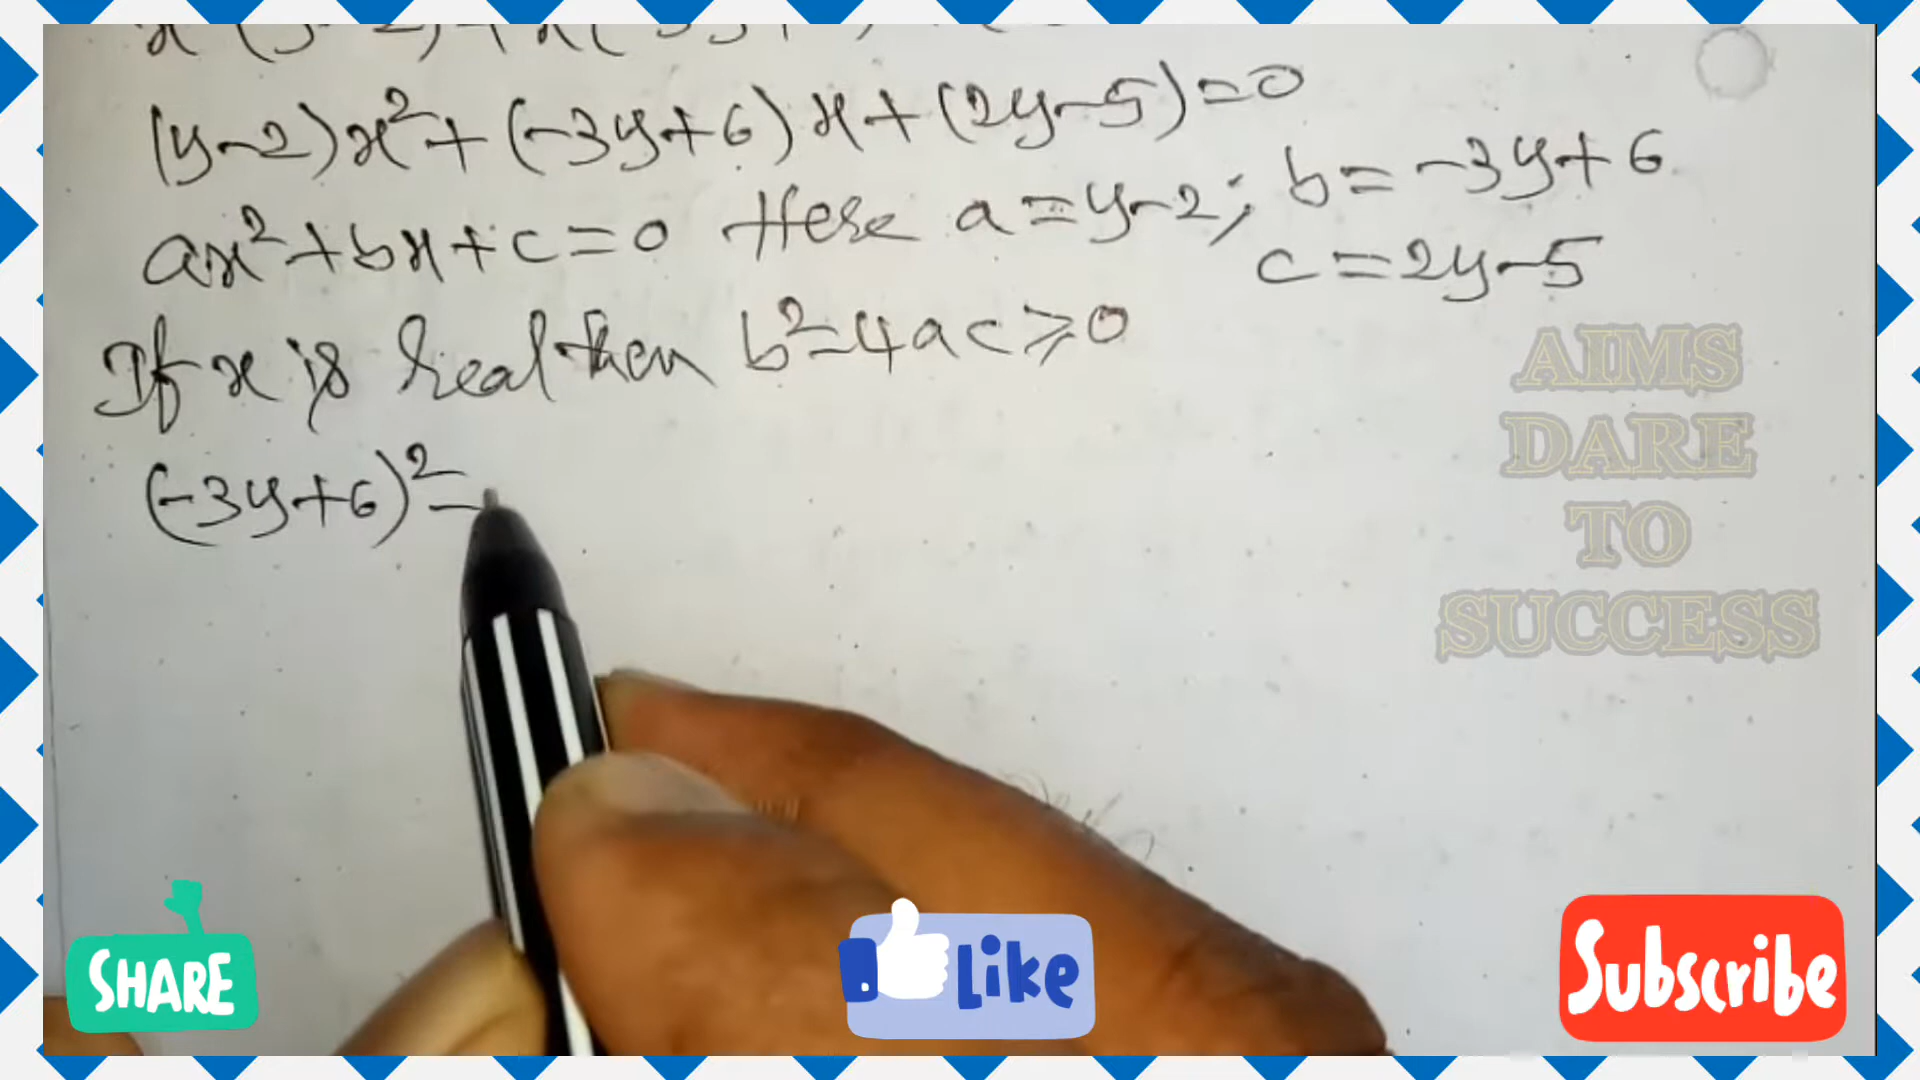 (y-2)x²+(-3y+6)x+(2y-5)=0
ax²+bx+c=0 Here a=y-2; b=-3y+6
c=2y-5
If x is real then b²-4ac≥0
(-3y+6)²-
AIMS
DARE
TO
SUCCESS
SHARE
Like
Subscribe